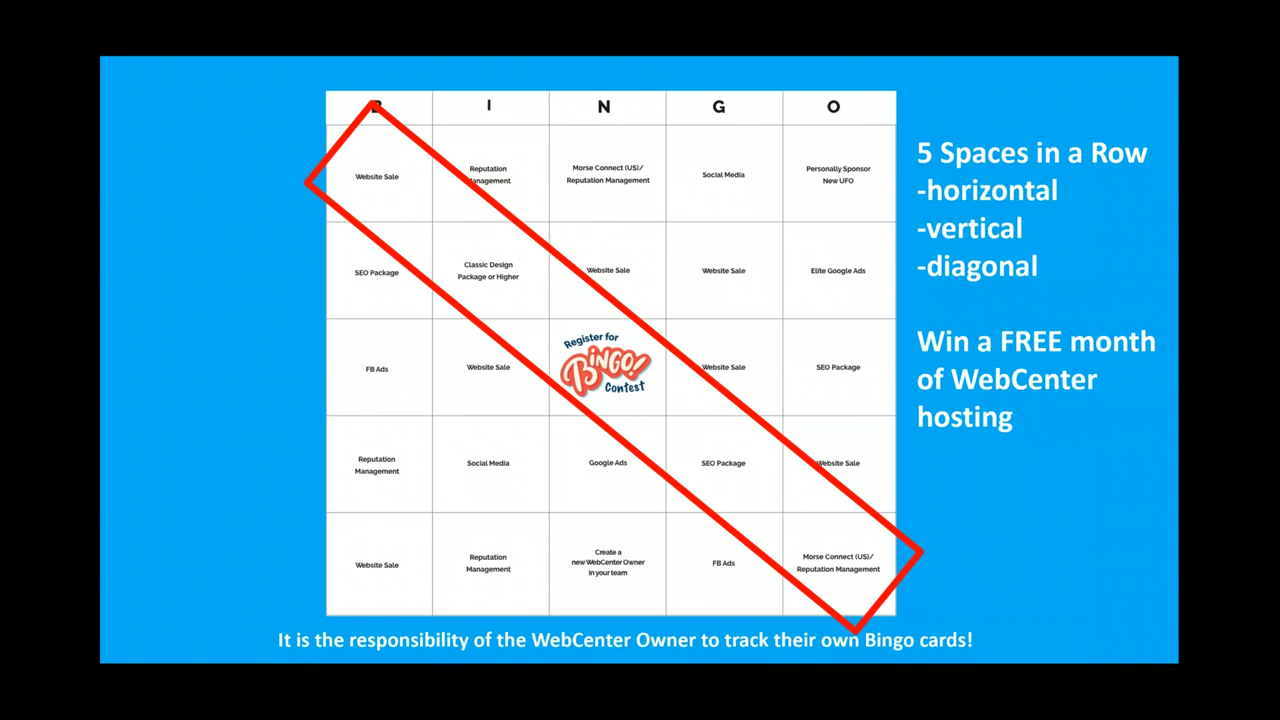 B I N G O
Website Sale
Reputation
Management
Morse Connect (US)/
Reputation Management
Social Media
Personally Sponsor
New UFO
SEO Package
Classic Design
Package or Higher
Website Sale
Website Sale
Elite Google Ads
FB Ads
Website Sale
Register for
BINGO!
Contest
Website Sale
SEO Package
Reputation
Management
Social Media
Google Ads
SEO Package
Website Sale
Website Sale
Reputation
Management
Create a
new WebCenter Owner
in your team
FB Ads
Morse Connect (US)/
Reputation Management
5 Spaces in a Row
-horizontal
-vertical
-diagonal
Win a FREE month
of WebCenter
hosting
It is the responsibility of the WebCenter Owner to track their own Bingo cards!